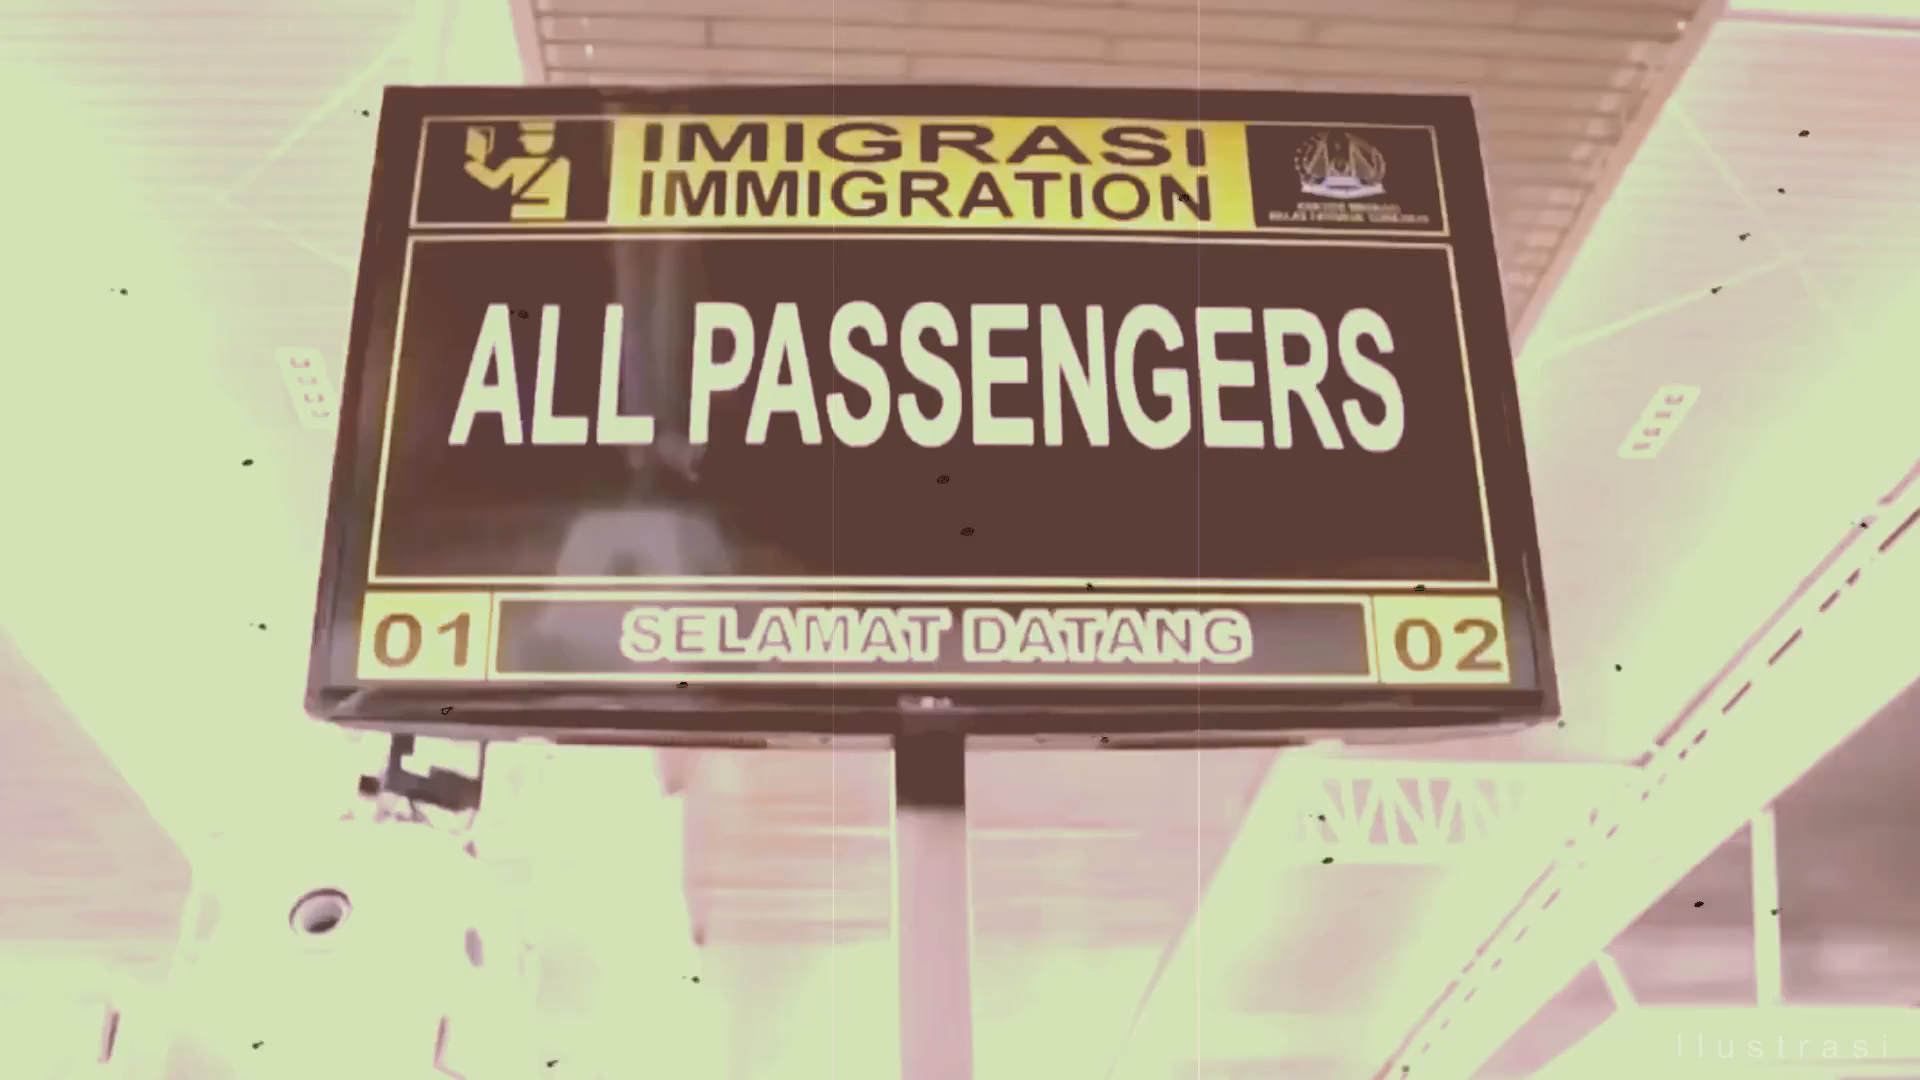 IMIGRASI
IMMIGRATION
ALL PASSENGERS
01 SELAMAT DATANG 02
Ilustrasi